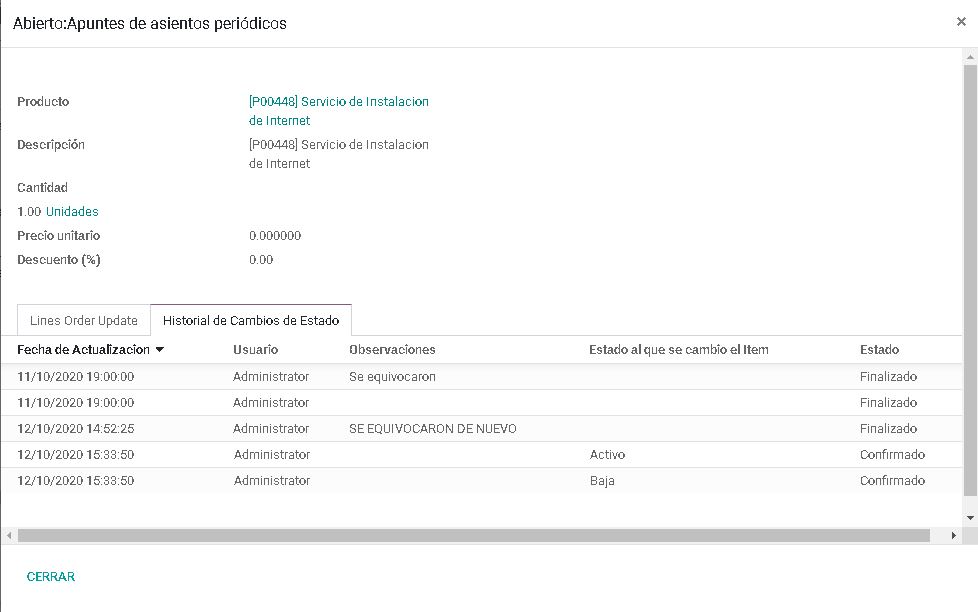 Abierto:Apuntes de asientos periódicos ×
Producto [P00448] Servicio de Instalacion
de Internet
Descripción [P00448] Servicio de Instalacion
de Internet
Cantidad
1.00 Unidades
Precio unitario 0.000000
Descuento (%) 0.00
Lines Order Update Historial de Cambios de Estado
Fecha de Actualizacion Usuario Observaciones Estado al que se cambio el Item Estado
11/10/2020 19:00:00 Administrator Se equivocaron Finalizado
11/10/2020 19:00:00 Administrator Finalizado
12/10/2020 14:52:25 Administrator SE EQUIVOCARON DE NUEVO Finalizado
12/10/2020 15:33:50 Administrator Activo Confirmado
12/10/2020 15:33:50 Administrator Baja Confirmado
CERRAR